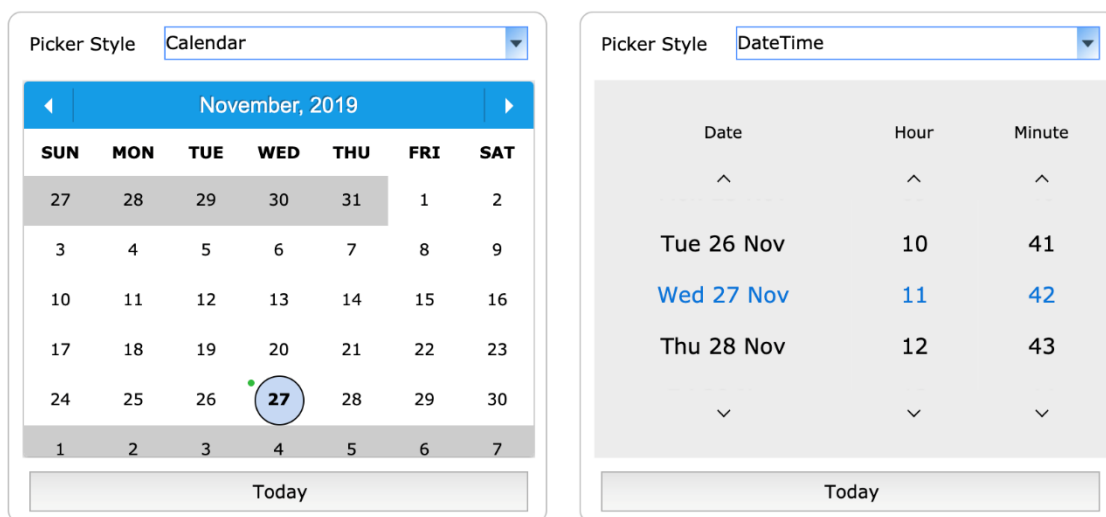 Picker Style Calendar
November, 2019
SUN MON TUE WED THU FRI SAT
27 28 29 30 31 1 2
3 4 5 6 7 8 9
10 11 12 13 14 15 16
17 18 19 20 21 22 23
24 25 26 27 28 29 30
1 2 3 4 5 6 7
Today
Picker Style DateTime
Date Hour Minute
Tue 26 Nov 10 41
Wed 27 Nov 11 42
Thu 28 Nov 12 43
Today